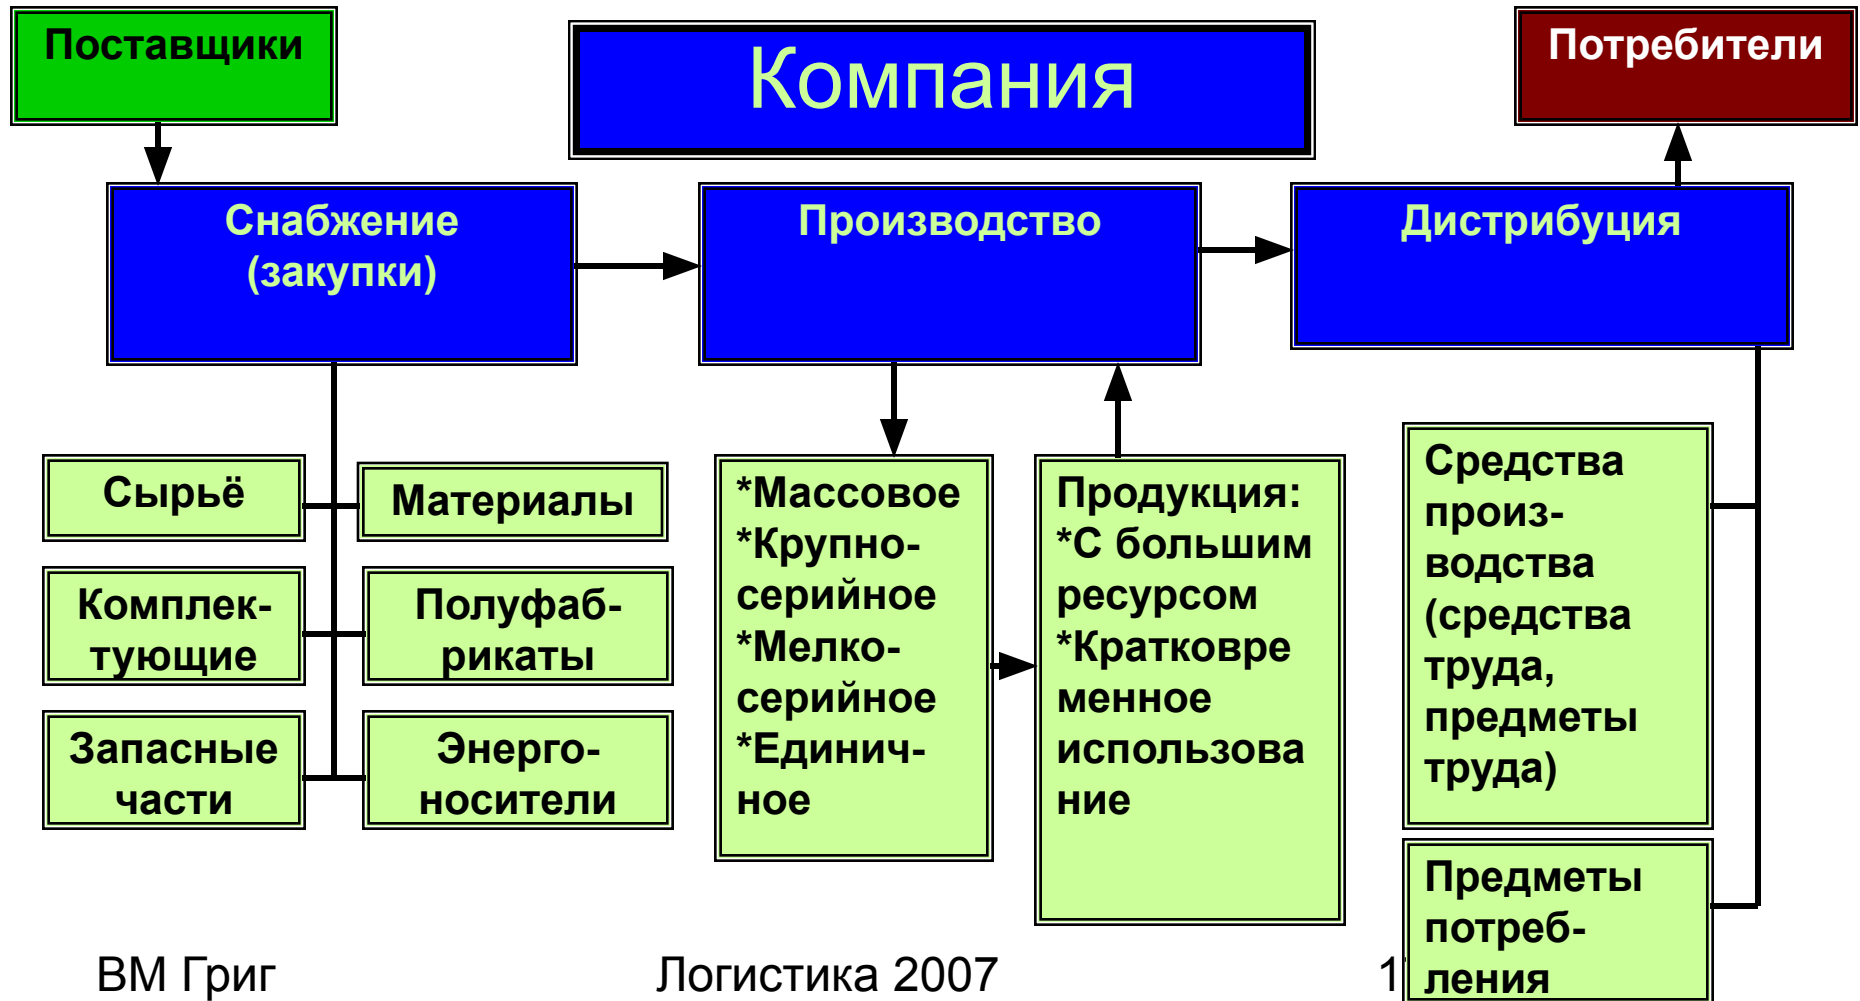 Поставщики
Компания
Потребители
Снабжение
(закупки)
Производство
Дистрибуция
Сырьё
Материалы
Комплек-
тующие
Полуфаб-
рикаты
Запасные
части
Энерго-
носители
*Массовое
*Крупно-
серийное
*Мелко-
серийное
*Единич-
ное
Продукция:
*С большим
ресурсом
*Кратковре
менное
использова
ние
Средства
произ-
водства
(средства
труда,
предметы
труда)
Предметы
потреб-
ления
ВМ Григ
Логистика 2007
1